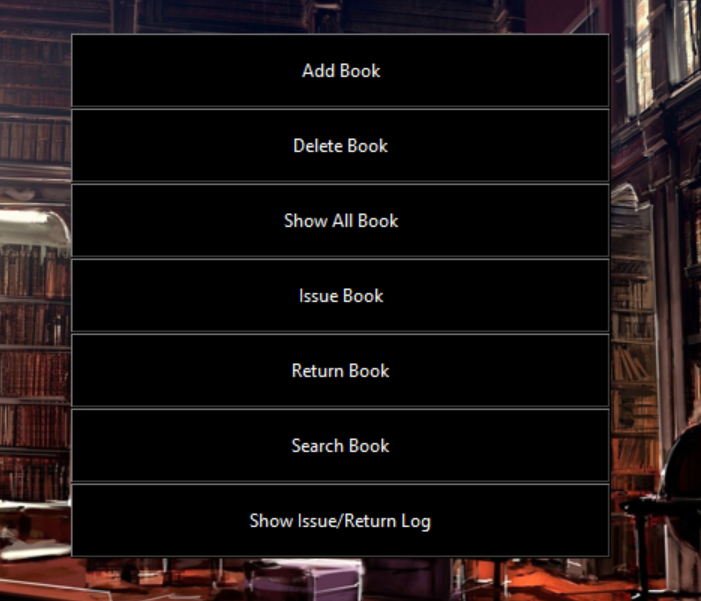 Add Book
Delete Book
Show All Book
Issue Book
Return Book
Search Book
Show Issue/Return Log